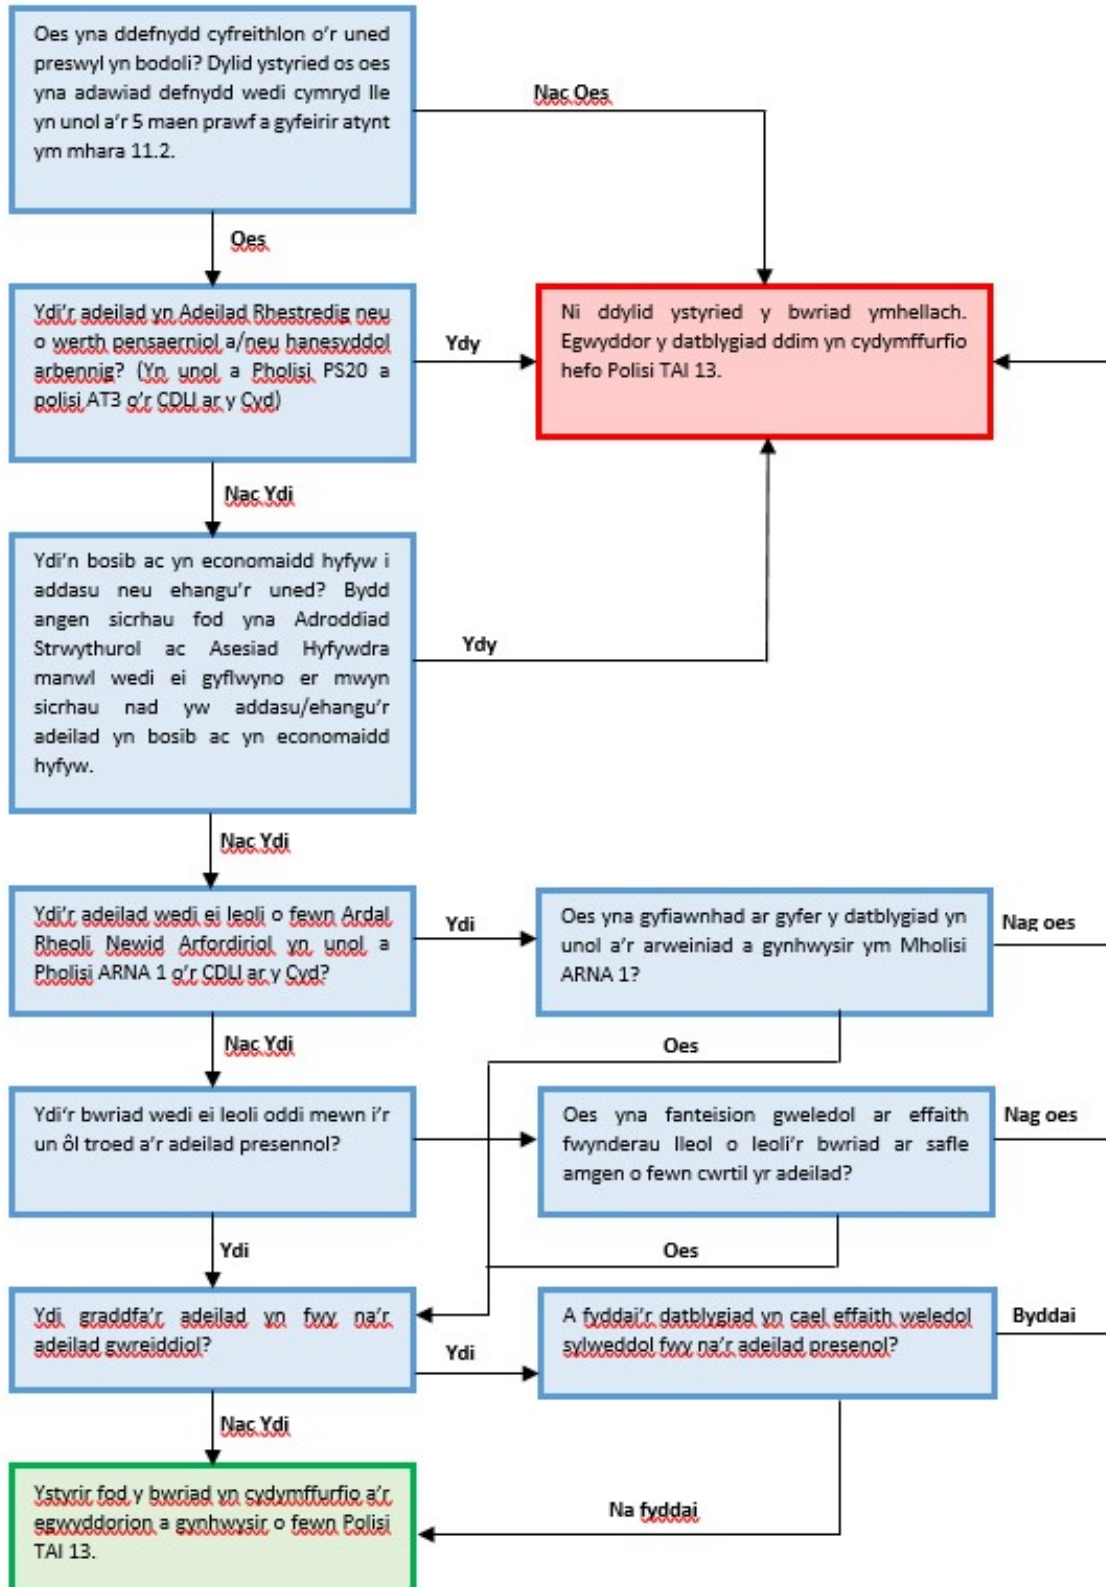 Oes yna ddefnydd cyfreithlon o'r uned
preswyl yn bodoli? Dylid ystyried os oes
yna adawiad defnydd wedi cymryd lle
yn unol a'r 5 maen prawf a gyfeirir atynt
ym mhara 11.2.
Nac Oes
Oes
Ydi'r adeilad yn Adeilad Rhestredig neu
o werth pensaerniol a/neu hanesyddol
arbennig? (Yn unol a Pholisi PS20 a
polisi AT3 o'r CDLl ar y Cyd)
Ydy
Ni ddylid ystyried y bwriad ymhellach.
Egwyddor y datblygiad ddim yn cydymffurfio
hefo Polisi TAI 13.
Nac Ydi
Ydi'n bosib ac yn economaidd hyfyw i
addasu neu ehangu'r uned? Bydd
angen sicrhau fod yna Adroddiad
Strwythurol ac Asesiad Hyfywdra
manwl wedi ei gyflwyno er mwyn
sicrhau nad yw addasu/ehangu'r
adeilad yn bosib ac yn economaidd
hyfyw.
Ydy
Nac Ydi
Ydi'r adeilad wedi ei leoli o fewn Ardal
Rheoli Newid Arfordiriol yn unol a
Pholisi ARNA 1 o'r CDLl ar y Cyd?
Ydi
Oes yna gyfiawnhad ar gyfer y datblygiad yn
unol a'r arweiniad a gynhwysir ym Mholisi
ARNA 1?
Nag oes
Nac Ydi
Oes
Ydi'r bwriad wedi ei leoli oddi mewn i'r
un ôl troed a'r adeilad presennol?
Oes yna fanteision gweledol ar effaith
fwynderau lleol o leoli'r bwriad ar safle
amgen o fewn cwrtil yr adeilad?
Nag oes
Ydi
Oes
Ydi graddfa'r adeilad yn fwy na'r
adeilad gwreiddiol?
Ydi
A fyddai'r datblygiad yn cael effaith weledol
sylweddol fwy na'r adeilad presenol?
Byddai
Nac Ydi
Ystyrir fod y bwriad yn cydymffurfio a'r
egwyddorion a gynhwysir o fewn Polisi
TAI 13.
Na fyddai